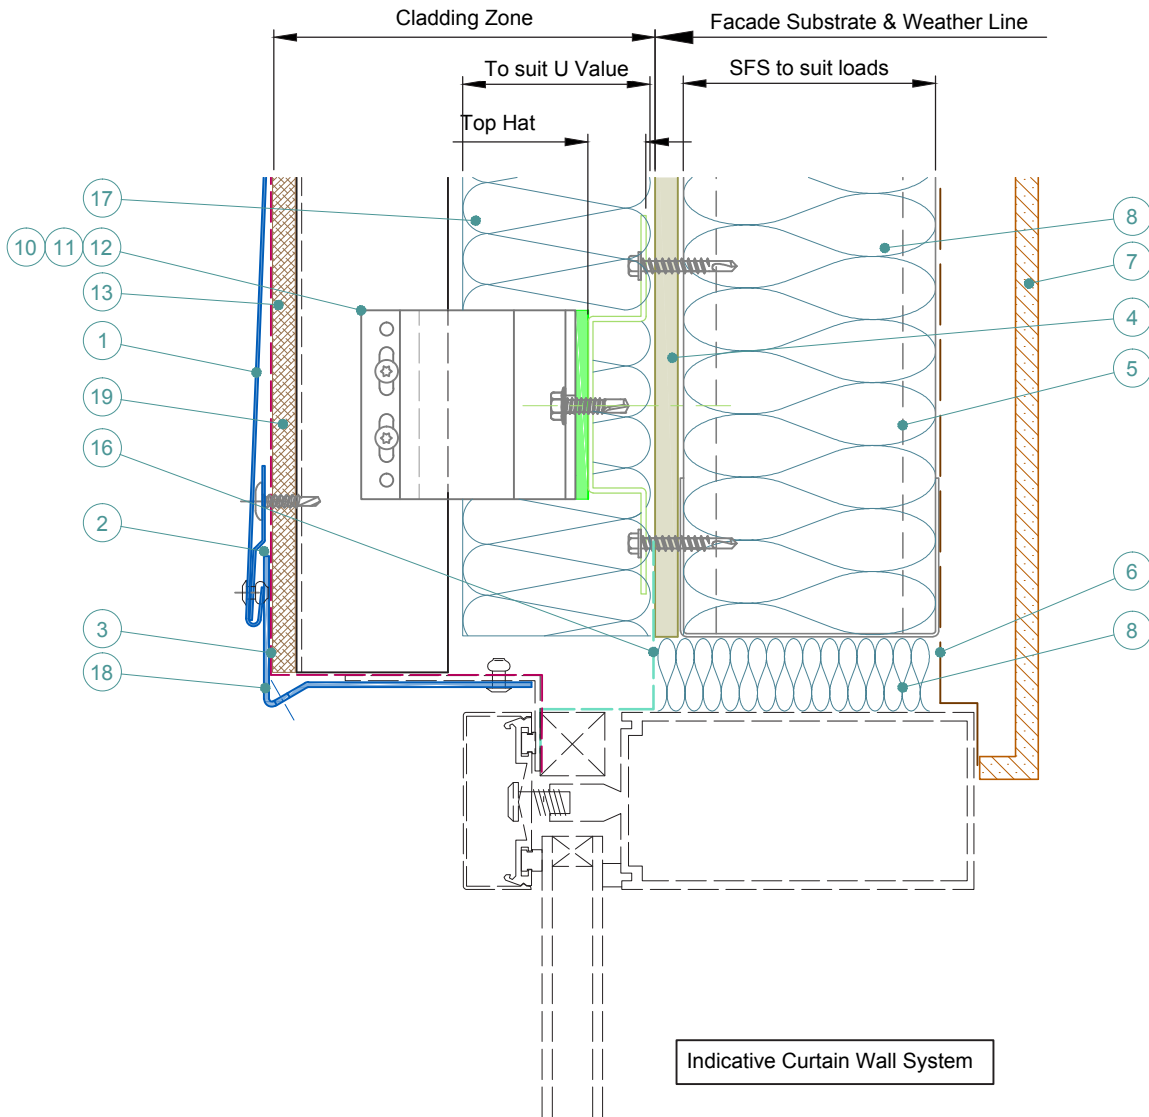 Cladding Zone
Facade Substrate & Weather Line
To suit U Value
SFS to suit loads
Top Hat
17
8
10 11 12
7
13
1
4
19
5
16
2
6
3
8
18
Indicative Curtain Wall System